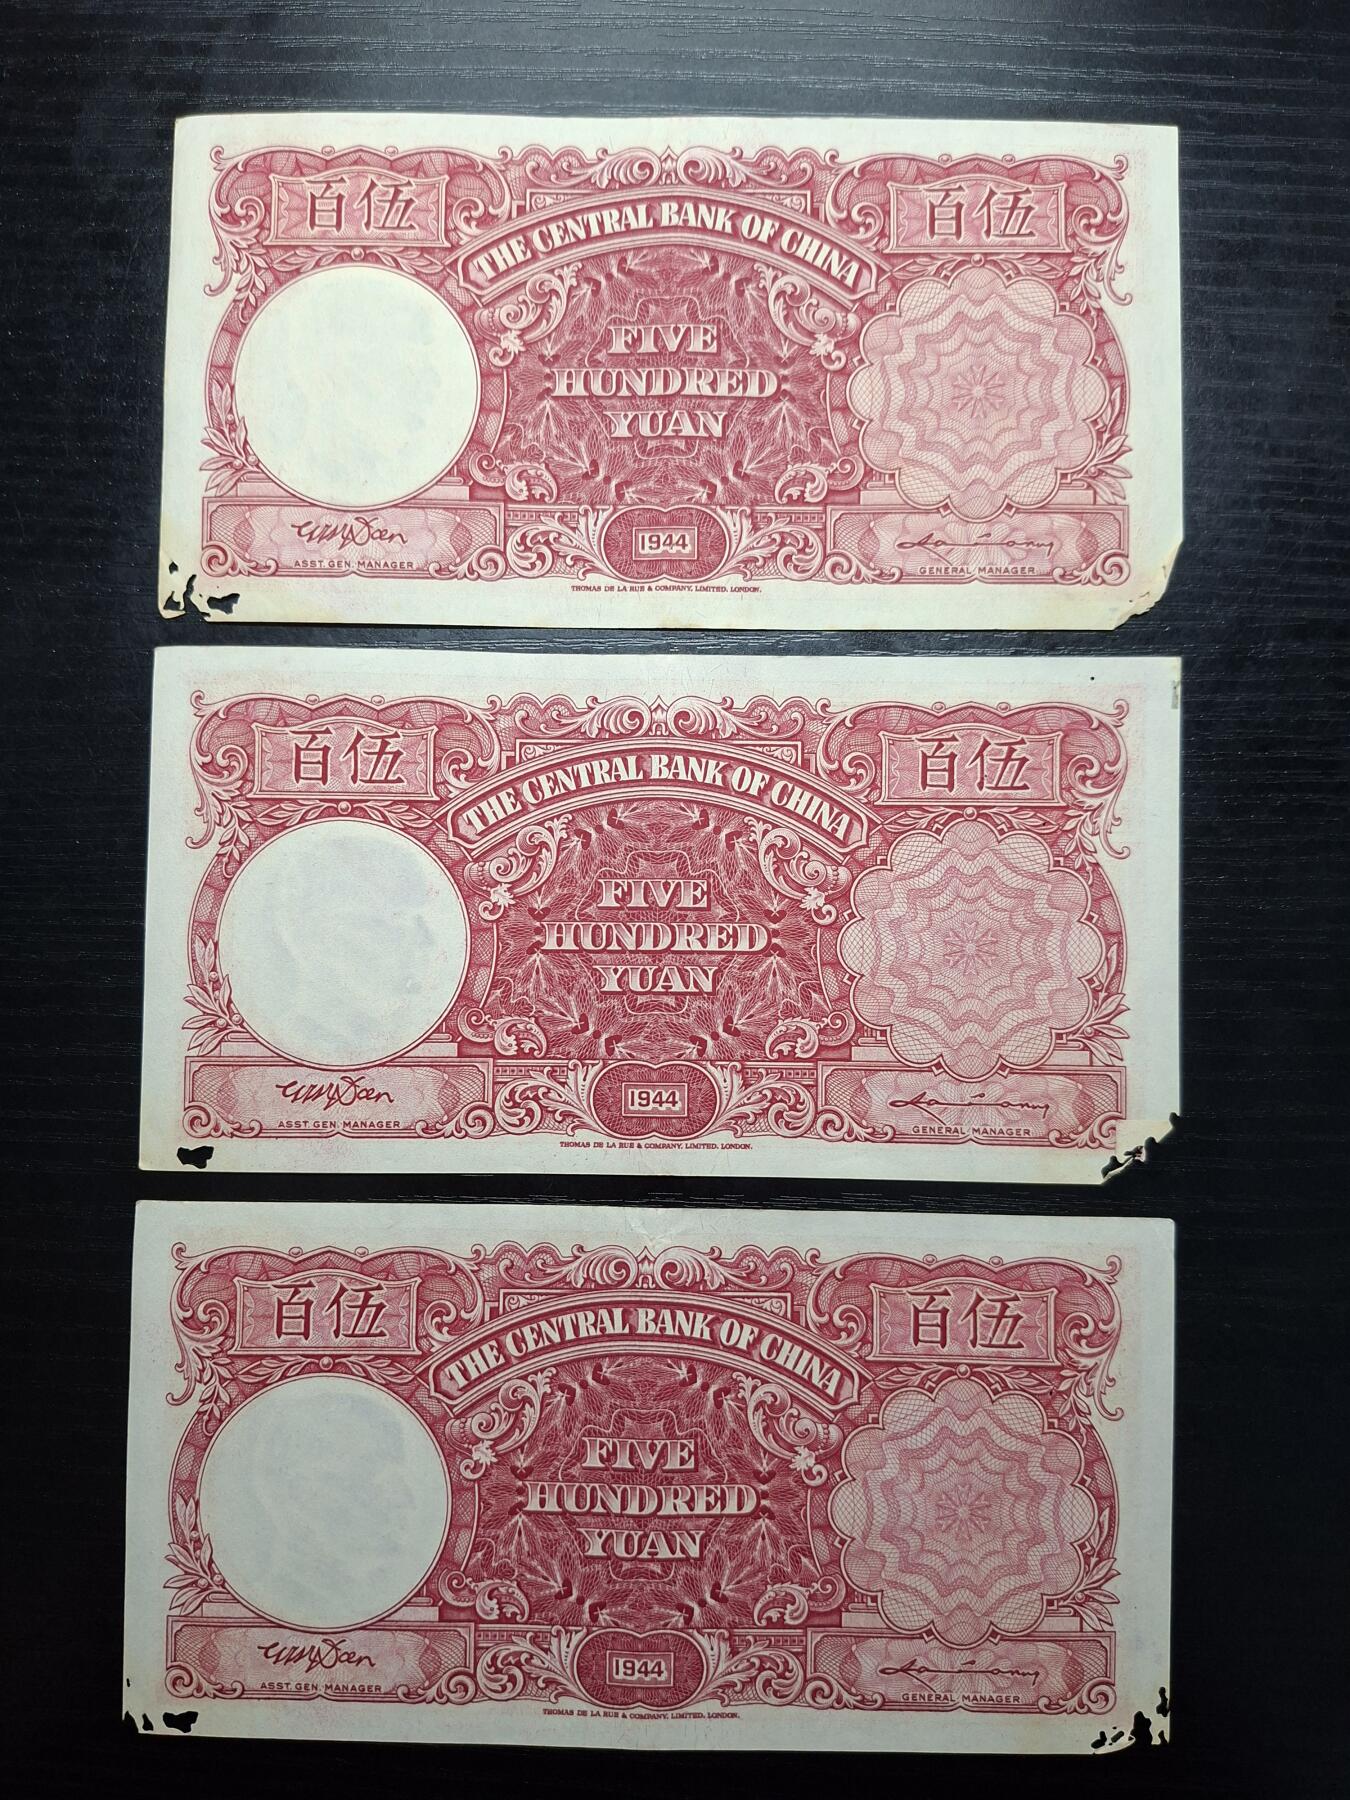 百伍 百伍
THE CENTRAL BANK OF CHINA
FIVE
HUNDRED
YUAN
1944
ASST. GEN. MANAGER GENERAL MANAGER
THOMAS DE LA RUE & COMPANY, LIMITED, LONDON.
百伍 百伍
THE CENTRAL BANK OF CHINA
FIVE
HUNDRED
YUAN
1944
ASST. GEN. MANAGER GENERAL MANAGER
THOMAS DE LA RUE & COMPANY, LIMITED. LONDON.
百伍 百伍
THE CENTRAL BANK OF CHINA
FIVE
HUNDRED
YUAN
1944
ASST. GEN. MANAGER GENERAL MANAGER
THOMAS DE LA RUE & COMPANY, LIMITED, LONDON.